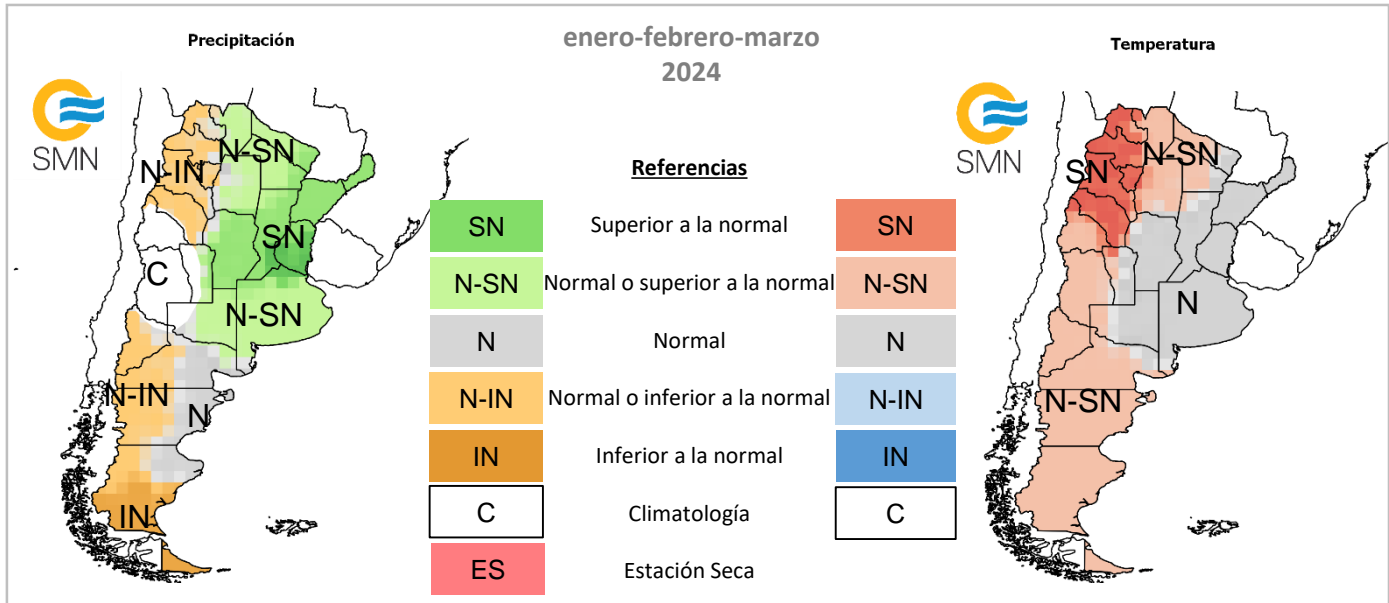 Precipitación
enero-febrero-marzo
2024
Temperatura
SMN
SMN
N-SN
N-IN
SN
C
N-SN
N-IN
N
IN
Referencias
SN
Superior a la normal
SN
N-SN
Normal o superior a la normal
N-SN
N
Normal
N
N-IN
Normal o inferior a la normal
N-IN
IN
Inferior a la normal
IN
C
Climatología
C
ES
Estación Seca
N-SN
SN
N
N-SN